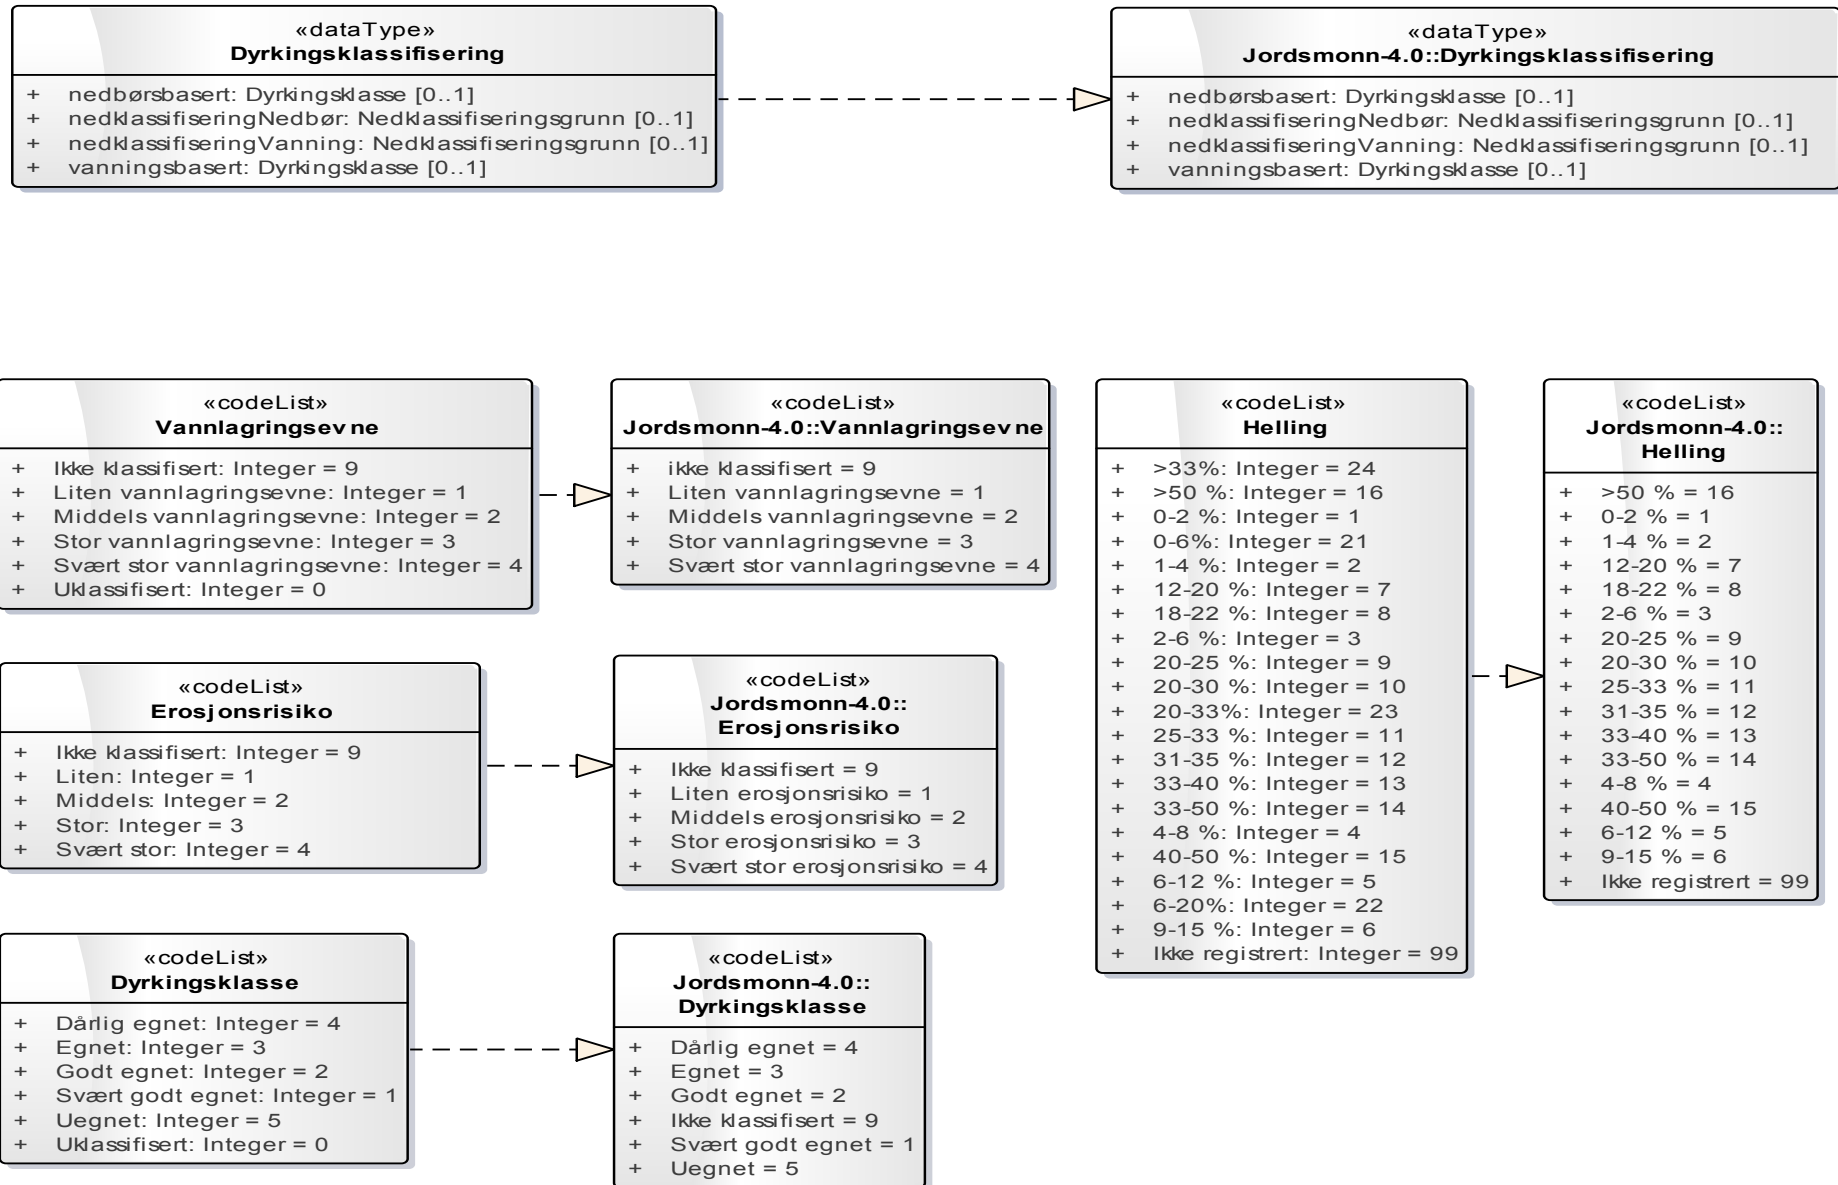 «dataType»
Dyrkingsklassifisering
+ nedbørsbasert: Dyrkingsklasse [0..1]
+ nedklassifiseringNedbør: Nedklassifiseringsgrunn [0..1]
+ nedklassifiseringVanning: Nedklassifiseringsgrunn [0..1]
+ vanningsbasert: Dyrkingsklasse [0..1]
«dataType»
Jordsmonn-4.0::Dyrkingsklassifisering
+ nedbørsbasert: Dyrkingsklasse [0..1]
+ nedklassifiseringNedbør: Nedklassifiseringsgrunn [0..1]
+ nedklassifiseringVanning: Nedklassifiseringsgrunn [0..1]
+ vanningsbasert: Dyrkingsklasse [0..1]
«codeList»
Vannlagringsevne
+ Ikke klassifisert: Integer = 9
+ Liten vannlagringsevne: Integer = 1
+ Middels vannlagringsevne: Integer = 2
+ Stor vannlagringsevne: Integer = 3
+ Svært stor vannlagringsevne: Integer = 4
+ Uklassifisert: Integer = 0
«codeList»
Jordsmonn-4.0::Vannlagringsevne
+ ikke klassifisert = 9
+ Liten vannlagringsevne = 1
+ Middels vannlagringsevne = 2
+ Stor vannlagringsevne = 3
+ Svært stor vannlagringsevne = 4
«codeList»
Helling
+ >33%: Integer = 24
+ >50 %: Integer = 16
+ 0-2 %: Integer = 1
+ 0-6%: Integer = 21
+ 1-4 %: Integer = 2
+ 12-20 %: Integer = 7
+ 18-22 %: Integer = 8
+ 2-6 %: Integer = 3
+ 20-25 %: Integer = 9
+ 20-30 %: Integer = 10
+ 20-33%: Integer = 23
+ 25-33 %: Integer = 11
+ 31-35 %: Integer = 12
+ 33-40 %: Integer = 13
+ 33-50 %: Integer = 14
+ 4-8 %: Integer = 4
+ 40-50 %: Integer = 15
+ 6-12 %: Integer = 5
+ 6-20%: Integer = 22
+ 9-15 %: Integer = 6
+ Ikke registrert: Integer = 99
«codeList»
Jordsmonn-4.0::
Helling
+ >50 % = 16
+ 0-2 % = 1
+ 1-4 % = 2
+ 12-20 % = 7
+ 18-22 % = 8
+ 2-6 % = 3
+ 20-25 % = 9
+ 20-30 % = 10
+ 25-33 % = 11
+ 31-35 % = 12
+ 33-40 % = 13
+ 33-50 % = 14
+ 4-8 % = 4
+ 40-50 % = 15
+ 6-12 % = 5
+ 9-15 % = 6
+ Ikke registrert = 99
«codeList»
Erosjonsrisiko
+ Ikke klassifisert: Integer = 9
+ Liten: Integer = 1
+ Middels: Integer = 2
+ Stor: Integer = 3
+ Svært stor: Integer = 4
«codeList»
Jordsmonn-4.0::
Erosjonsrisiko
+ Ikke klassifisert = 9
+ Liten erosjonsrisiko = 1
+ Middels erosjonsrisiko = 2
+ Stor erosjonsrisiko = 3
+ Svært stor erosjonsrisiko = 4
«codeList»
Dyrkingsklasse
+ Dårlig egnet: Integer = 4
+ Egnet: Integer = 3
+ Godt egnet: Integer = 2
+ Svært godt egnet: Integer = 1
+ Uegnet: Integer = 5
+ Uklassifisert: Integer = 0
«codeList»
Jordsmonn-4.0::
Dyrkingsklasse
+ Dårlig egnet = 4
+ Egnet = 3
+ Godt egnet = 2
+ Ikke klassifisert = 9
+ Svært godt egnet = 1
+ Uegnet = 5